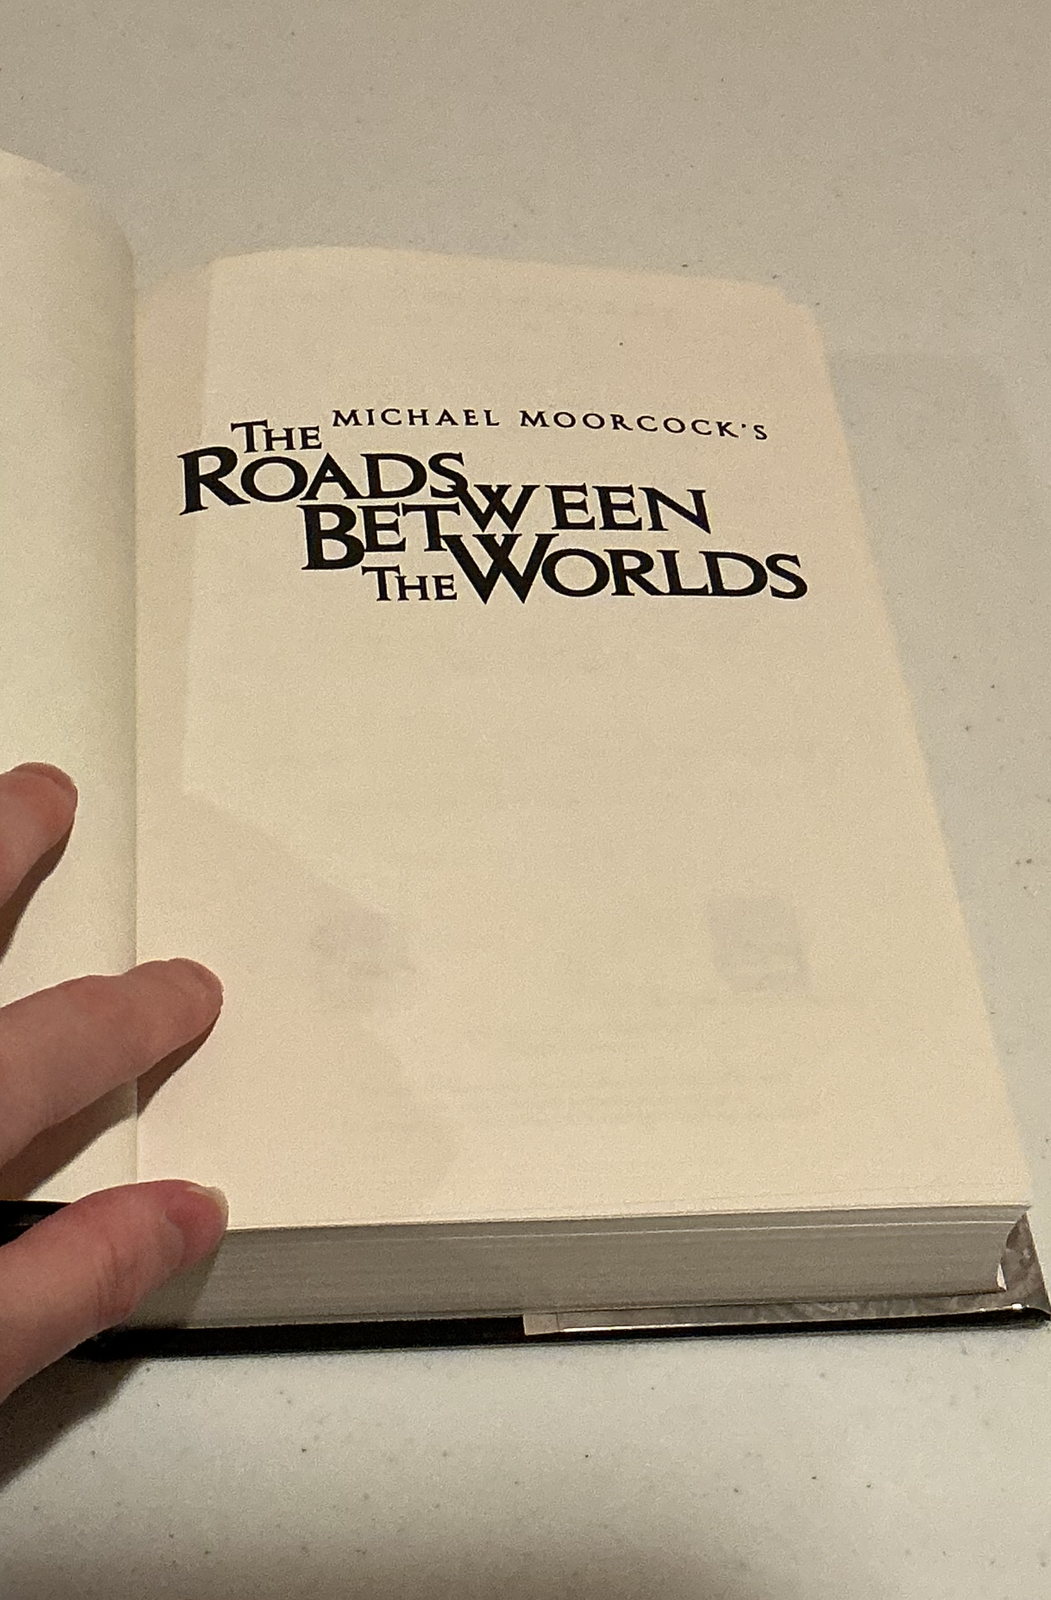 MICHAEL MOORCOCK'S
THE
ROADS
BETWEEN
THE WORLDS